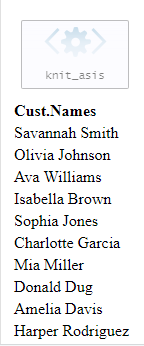 knit_asis
Cust.Names
Savannah Smith
Olivia Johnson
Ava Williams
Isabella Brown
Sophia Jones
Charlotte Garcia
Mia Miller
Donald Dug
Amelia Davis
Harper Rodriguez